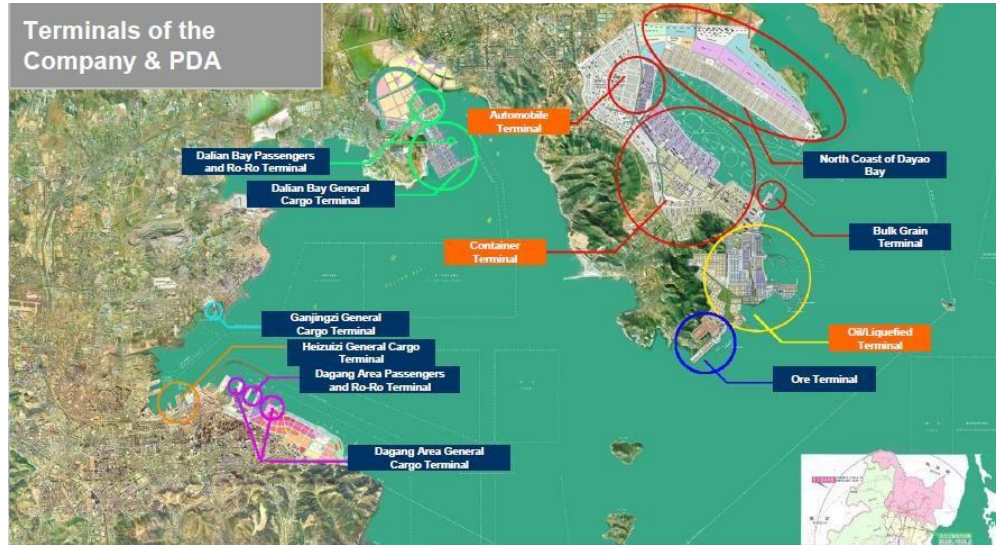 Terminals of the
Company & PDA
Automobile
Terminal
Dalian Bay Passengers
and Ro-Ro Terminal
North Coast of Dayao
Bay
Dalian Bay General
Cargo Terminal
Bulk Grain
Terminal
Container
Terminal
Ganjingzi General
Cargo Terminal
Oil/Liquefied
Terminal
Heizuizi General Cargo
Terminal
Dagang Area Passengers
and Ro-Ro Terminal
Ore Terminal
Dagang Area General
Cargo Terminal